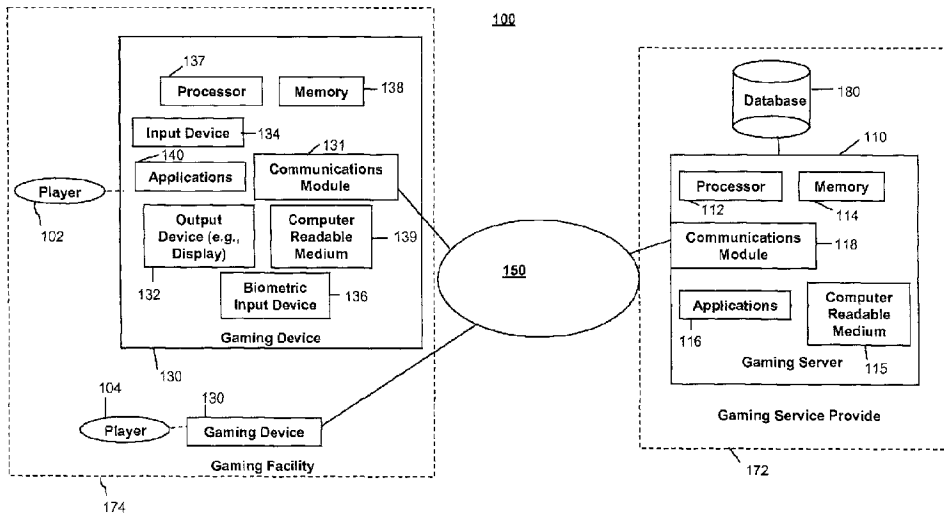 100
137
Processor
Memory
138
Input Device
134
131
140
Applications
Communications
Module
Player
102
Output
Device (e.g.,
Display)
132
Computer
Readable
Medium
139
Biometric
Input Device
136
Gaming Device
130
104
Player
130
Gaming Device
Gaming Facility
174
150
Database
180
110
Processor
112
Memory
114
Communications
Module
118
Applications
116
Computer
Readable
Medium
115
Gaming Server
Gaming Service Provide
172